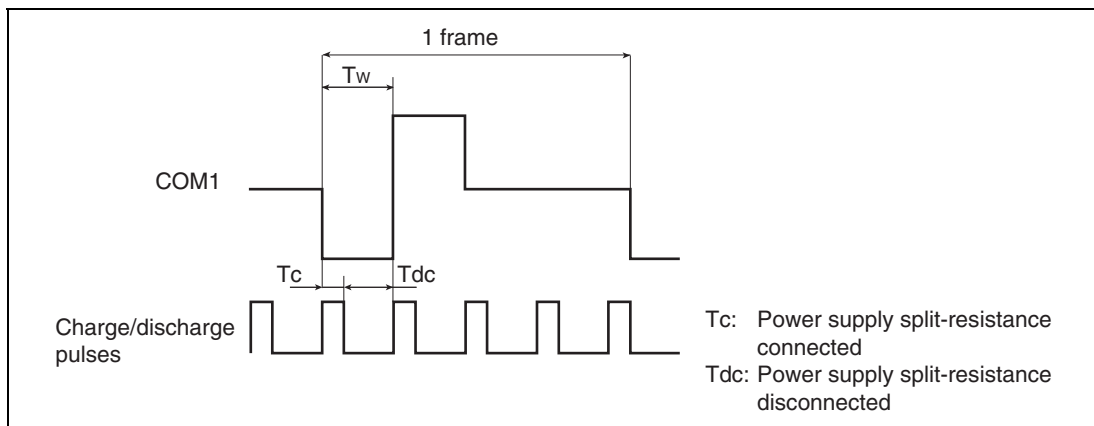 1 frame
Tw
COM1
Tc
Tdc
Charge/discharge
pulses
Tc: Power supply split-resistance
connected
Tdc: Power supply split-resistance
disconnected